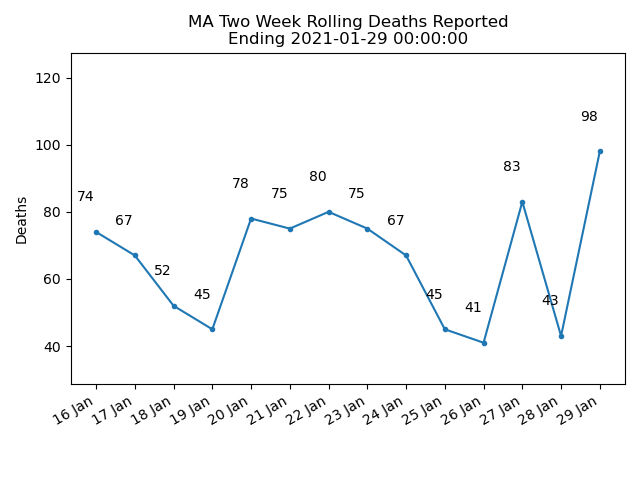 MA Two Week Rolling Deaths Reported
Ending 2021-01-29 00:00:00
Deaths
120
100
80
60
40
74
67
52
45
78
75
80
75
67
45
41
83
43
98
16 Jan
17 Jan
18 Jan
19 Jan
20 Jan
21 Jan
22 Jan
23 Jan
24 Jan
25 Jan
26 Jan
27 Jan
28 Jan
29 Jan